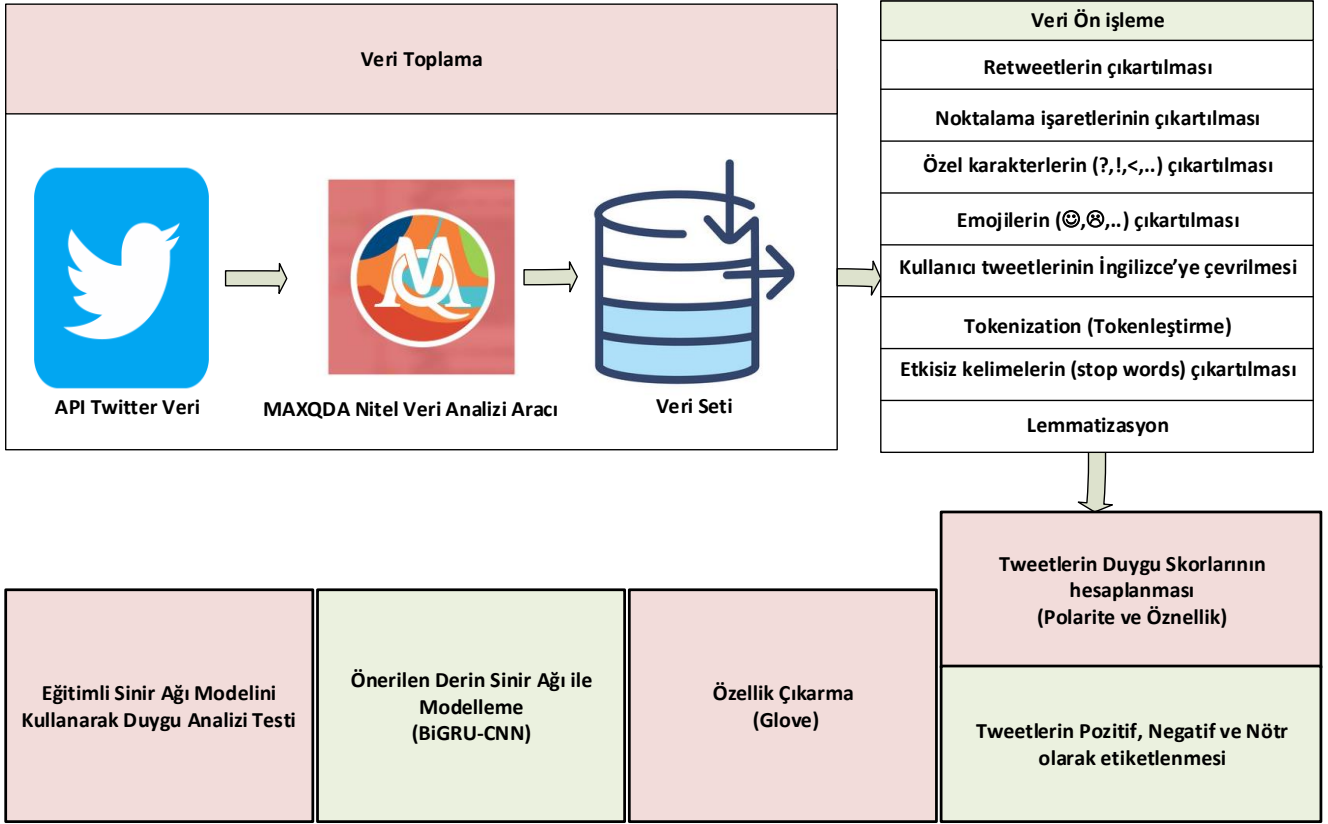 Veri Toplama
API Twitter Veri
MAXQDA Nitel Veri Analizi Aracı
Veri Seti
Veri Ön işleme
Retweetlerin çıkartılması
Noktalama işaretlerinin çıkartılması
Özel karakterlerin (?,!,<,..) çıkartılması
Emojilerin (☺,☹,..) çıkartılması
Kullanıcı tweetlerinin İngilizce’ye çevrilmesi
Tokenization (Tokenleştirme)
Etkisiz kelimelerin (stop words) çıkartılması
Lemmatizasyon
Tweetlerin Duygu Skorlarının
hesaplanması
(Polarite ve Öznellik)
Tweetlerin Pozitif, Negatif ve Nötr
olarak etiketlenmesi
Özellik Çıkarma
(Glove)
Önerilen Derin Sinir Ağı ile
Modelleme
(BiGRU-CNN)
Eğitimli Sinir Ağı Modelini
Kullanarak Duygu Analizi Testi